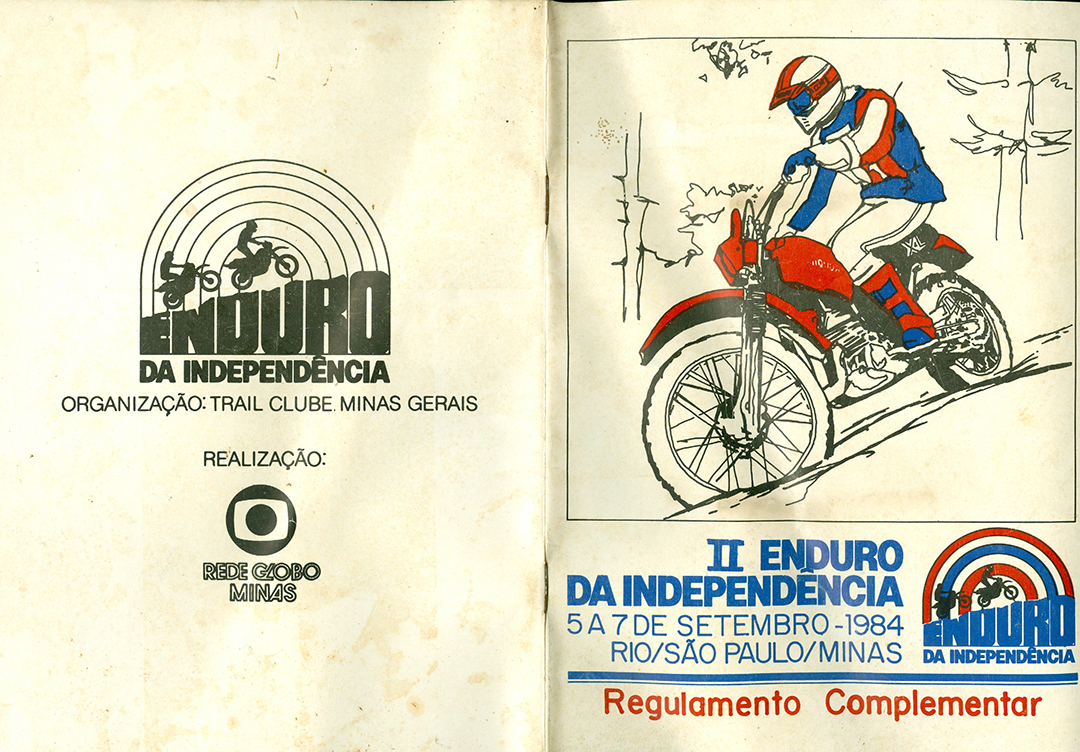 ENDURO
DA INDEPENDÊNCIA
ORGANIZAÇÃO: TRAIL CLUBE. MINAS GERAIS
REALIZAÇÃO:
REDE GLOBO
MINAS
XL
HONDA
II ENDURO
DA INDEPENDÊNCIA
5 A 7 DE SETEMBRO-1984
RIO/SÃO PAULO/MINAS
ENDURO
DA INDEPENDÊNCIA
Regulamento Complementar